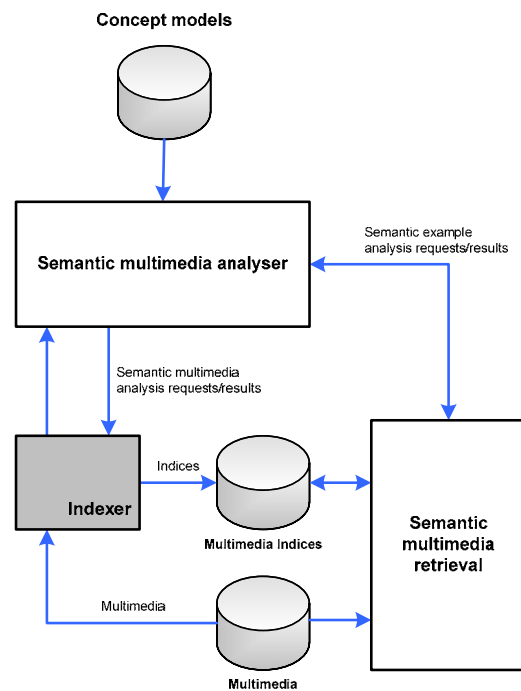 Concept models
Semantic multimedia analyser
Semantic example
analysis requests/results
Semantic multimedia
analysis requests/results
Indexer
Indices
Multimedia Indices
Semantic
multimedia
retrieval
Multimedia
Multimedia